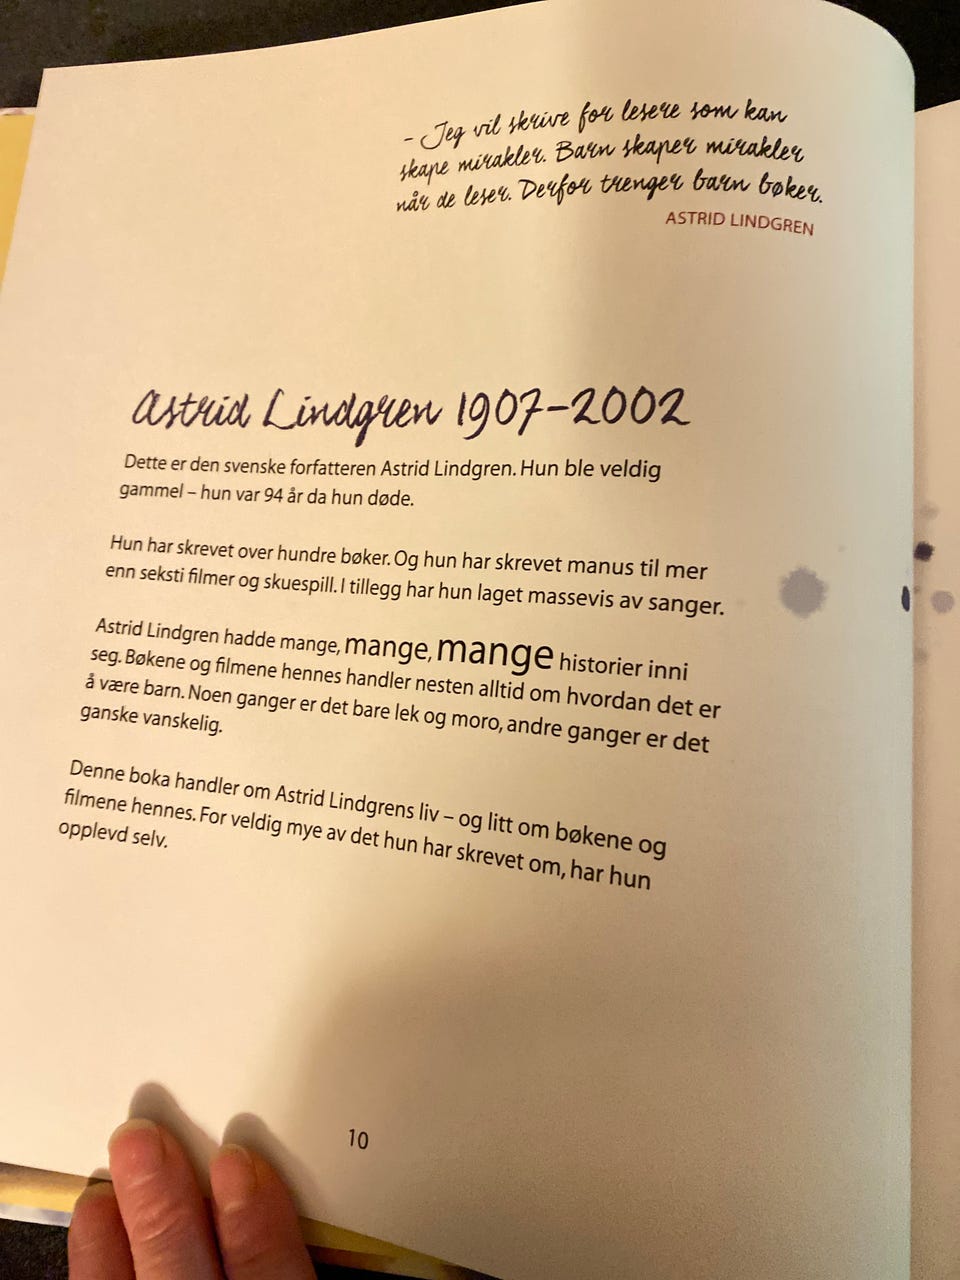 - Jeg vil skrive for lesere som kan
skape mirakler. Barn skaper mirakler
når de leser. Derfor trenger barn bøker.
ASTRID LINDGREN
Astrid Lindgren 1907-2002
Dette er den svenske forfatteren Astrid Lindgren. Hun ble veldig
gammel – hun var 94 år da hun døde.
Hun har skrevet over hundre bøker. Og hun har skrevet manus til mer
enn seksti filmer og skuespill. I tillegg har hun laget massevis av sanger.
Astrid Lindgren hadde mange, mange, mange historier inni
seg. Bøkene og filmene hennes handler nesten alltid om hvordan det er
å være barn. Noen ganger er det bare lek og moro, andre ganger er det
ganske vanskelig.
Denne boka handler om Astrid Lindgrens liv – og litt om bøkene og
filmene hennes. For veldig mye av det hun har skrevet om, har hun
opplevd selv.
10